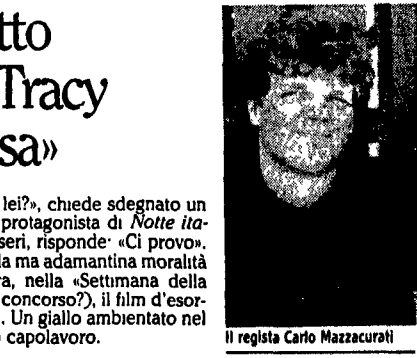 tto
Tracy
sa»
lei?», chiede sdegnato un
protagonista di Notte ita-
seri, risponde· «Ci provo».
la ma adamantina moralità
ra, nella «Settimana della
concorso?), il film d'esor-
. Un giallo ambientato nel
capolavoro.
Il regista Carlo Mazzacurati